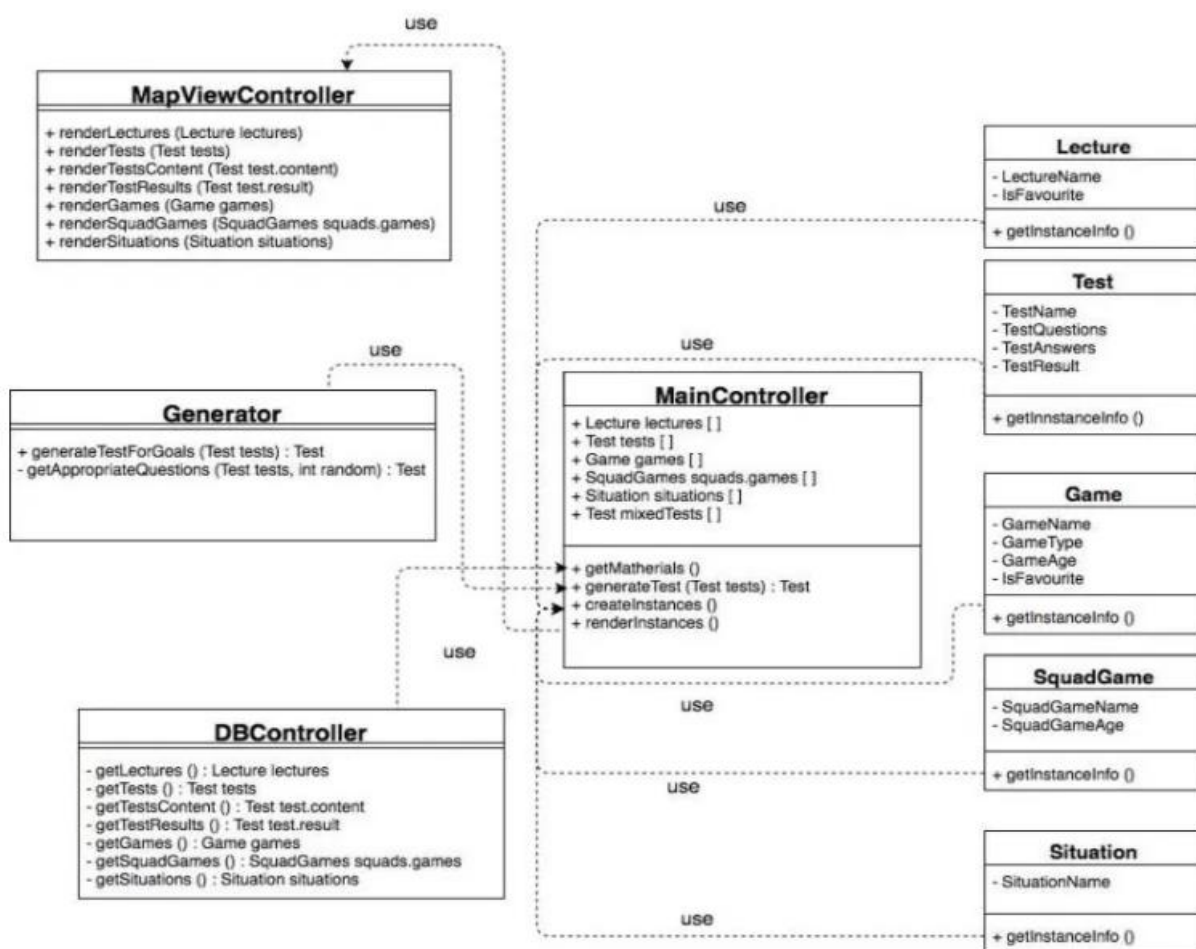 use
MapViewController
+ renderLectures (Lecture lectures)
+ renderTests (Test tests)
+ renderTestsContent (Test test.content)
+ renderTestResults (Test test.result)
+ renderGames (Game games)
+ renderSquadGames (SquadGames squads.games)
+ renderSituations (Situation situations)
use
Generator
+ generateTestForGoals (Test tests) : Test
- getAppropriateQuestions (Test tests, int random) : Test
use
DBController
- getLectures () : Lecture lectures
- getTests () : Test tests
- getTestsContent () : Test test.content
- getTestResults () : Test test.result
- getGames () : Game games
- getSquadGames () : SquadGames squads.games
- getSituations () : Situation situations
use
use
MainController
+ Lecture lectures [ ]
+ Test tests [ ]
+ Game games [ ]
+ SquadGames squads.games [ ]
+ Situation situations [ ]
+ Test mixedTests [ ]
+ getMatherials ()
+ generateTest (Test tests) : Test
+ createInstances ()
+ renderInstances ()
use
use
use
Lecture
- LectureName
- IsFavourite
+ getInstanceInfo ()
Test
- TestName
- TestQuestions
- TestAnswers
- TestResult
+ getInnstanceInfo ()
Game
- GameName
- GameType
- GameAge
- IsFavourite
+ getInstanceInfo ()
SquadGame
- SquadGameName
- SquadGameAge
+ getInstanceInfo ()
Situation
- SituationName
+ getInstanceInfo ()